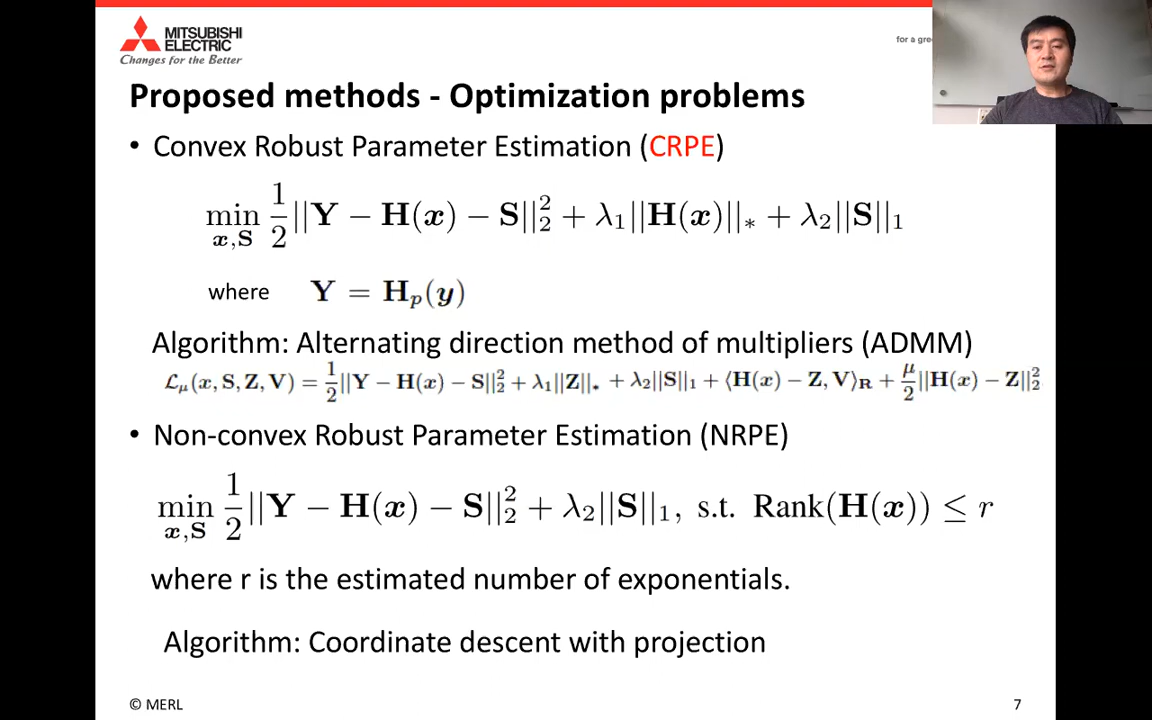 MITSUBISHI
ELECTRIC
Changes for the Better
for a gre
Proposed methods - Optimization problems
• Convex Robust Parameter Estimation (CRPE)
min_{x,S} 1/2 ||Y − H(x) − S||_2^2 + λ_1||H(x)||_* + λ_2||S||_1
where Y = H_p(y)
Algorithm: Alternating direction method of multipliers (ADMM)
L_μ(x, S, Z, V) = 1/2 ||Y − H(x) − S||_2^2 + λ_1||Z||_* + λ_2||S||_1 + ⟨H(x) − Z, V⟩_R + μ/2 ||H(x) − Z||_2^2
• Non-convex Robust Parameter Estimation (NRPE)
min_{x,S} 1/2 ||Y − H(x) − S||_2^2 + λ_2||S||_1, s.t. Rank(H(x)) ≤ r
where r is the estimated number of exponentials.
Algorithm: Coordinate descent with projection
© MERL
7